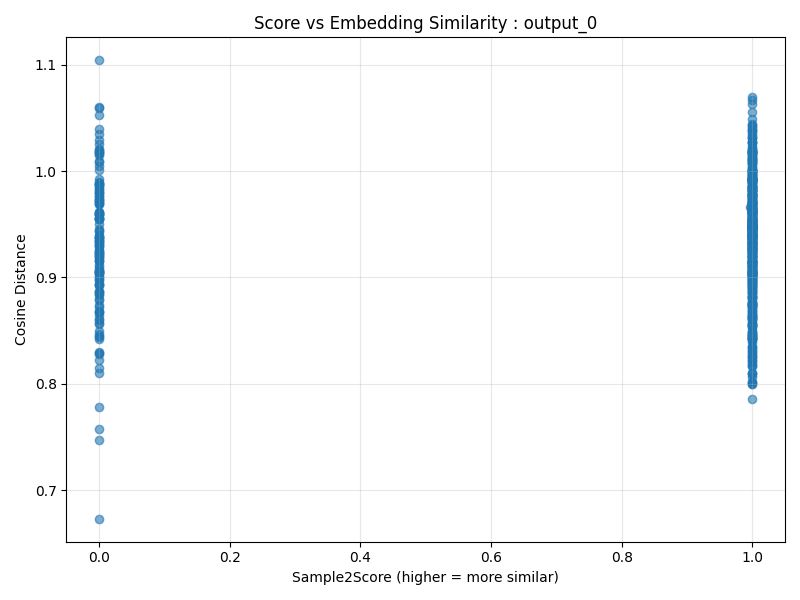 Score vs Embedding Similarity : output_0
Cosine Distance
1.1
1.0
0.9
0.8
0.7
0.0 0.2 0.4 0.6 0.8 1.0
Sample2Score (higher = more similar)